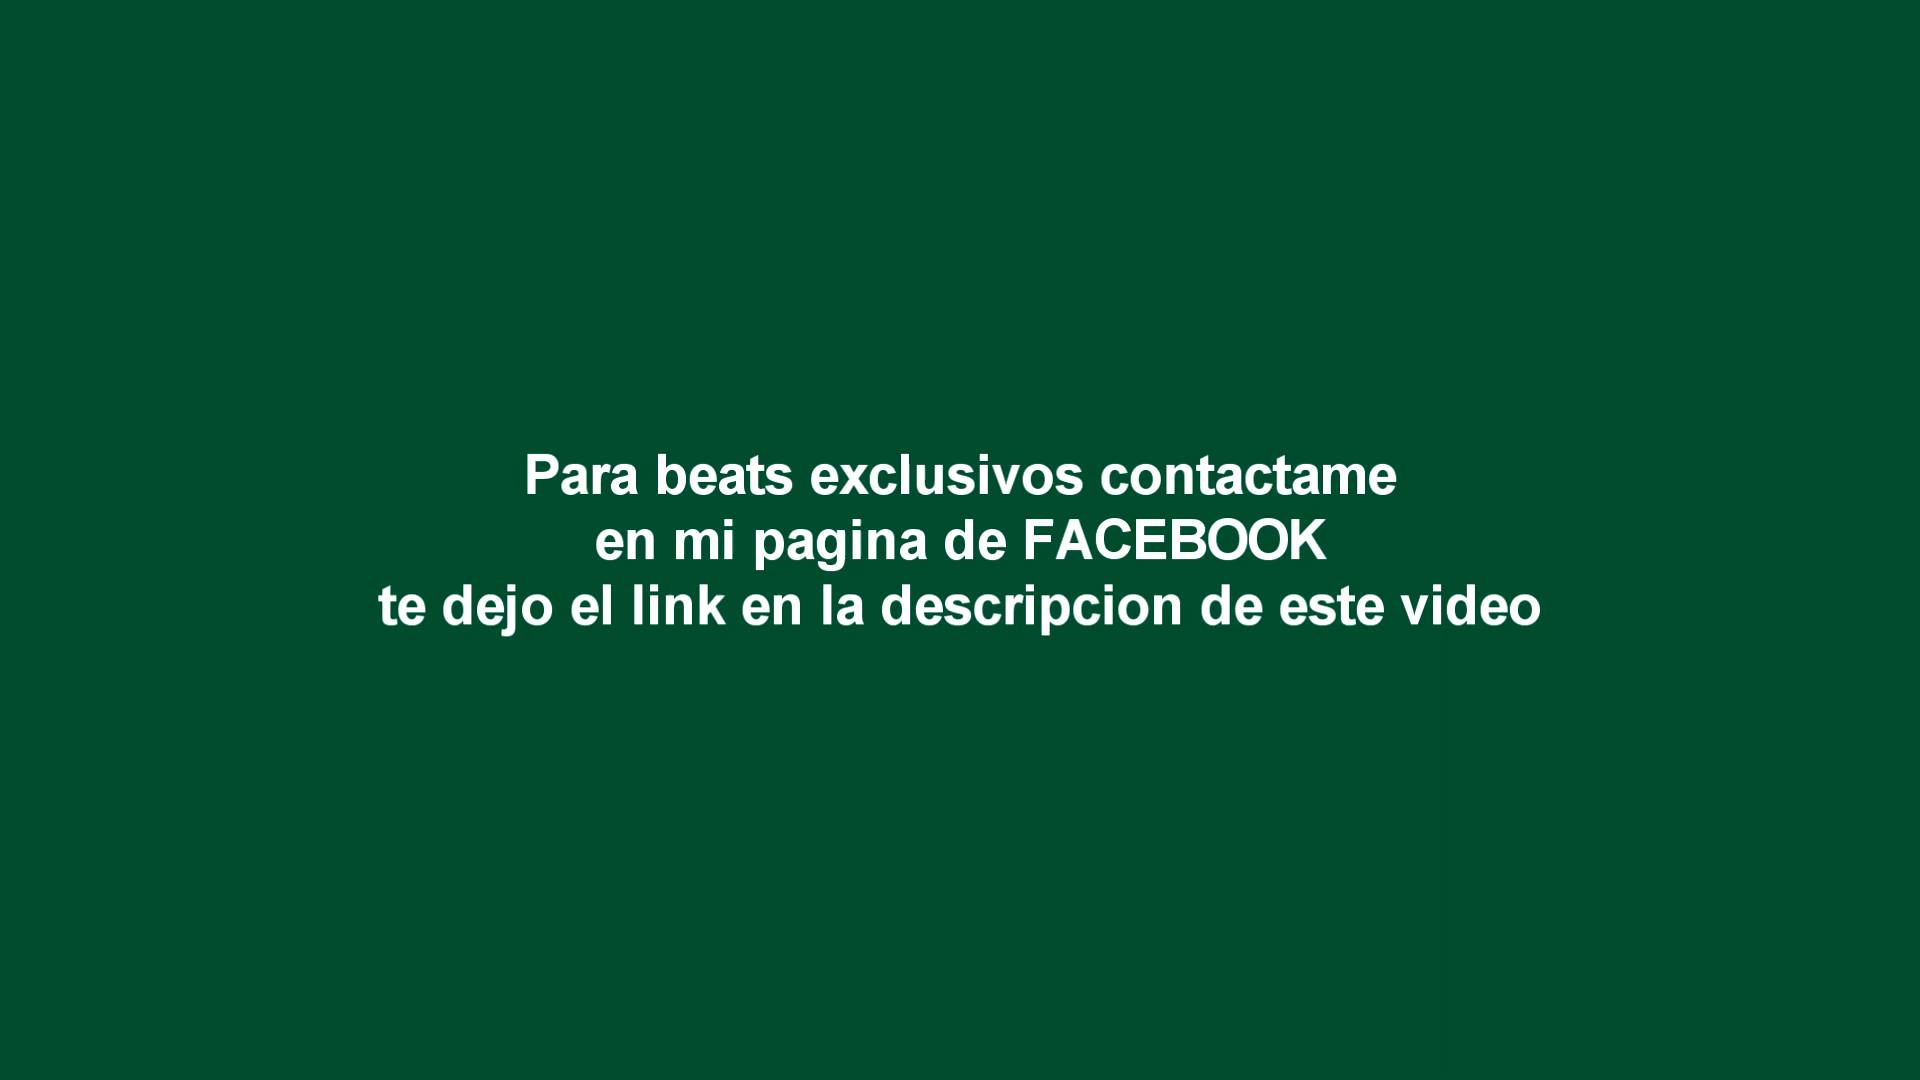 Para beats exclusivos contactame
en mi pagina de FACEBOOK
te dejo el link en la descripcion de este video